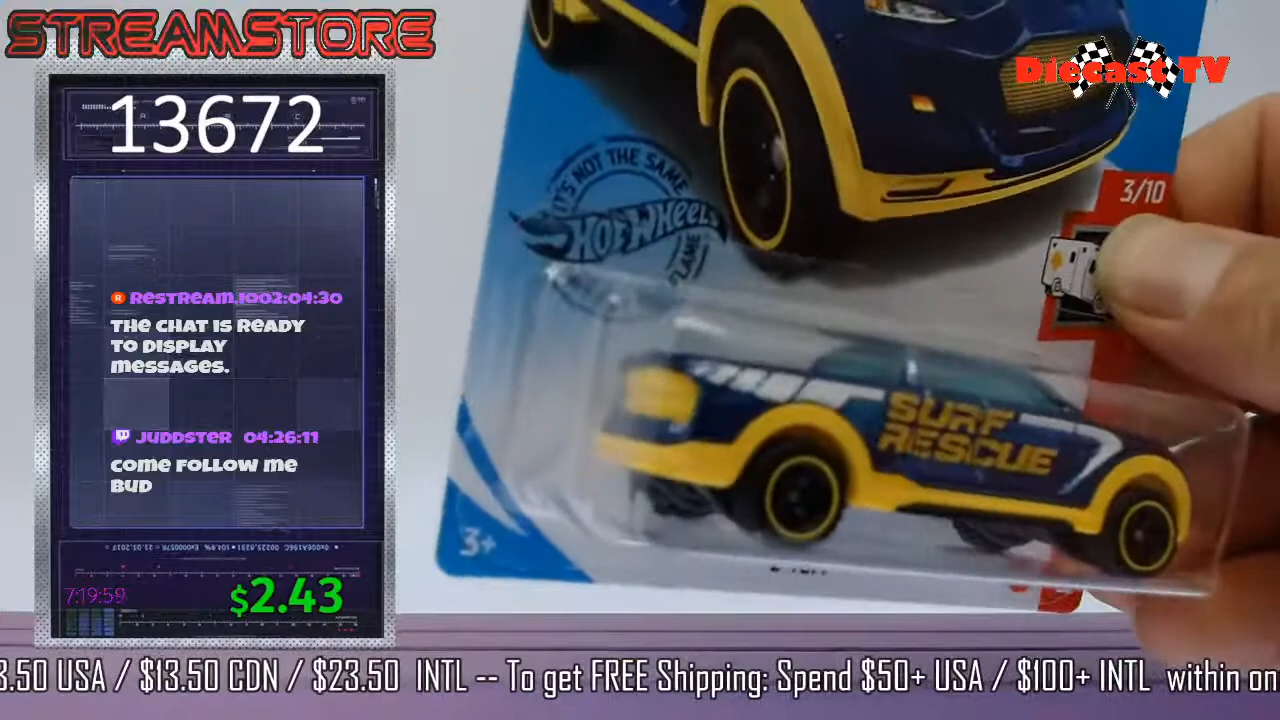 STREAMSTORE
13672
Restream 10 02:04:30
The chat is ready
to display
messages.
Juddster 04:26:11
come follow me
bud
7:19:59
$2.43
Diecast TV
3/10
IT'S NOT THE SAME
HOT WHEELS
3+
SURF
RESCUE
3.50 USA / $13.50 CDN / $23.50 INTL -- To get FREE Shipping: Spend $50+ USA / $100+ INTL within on